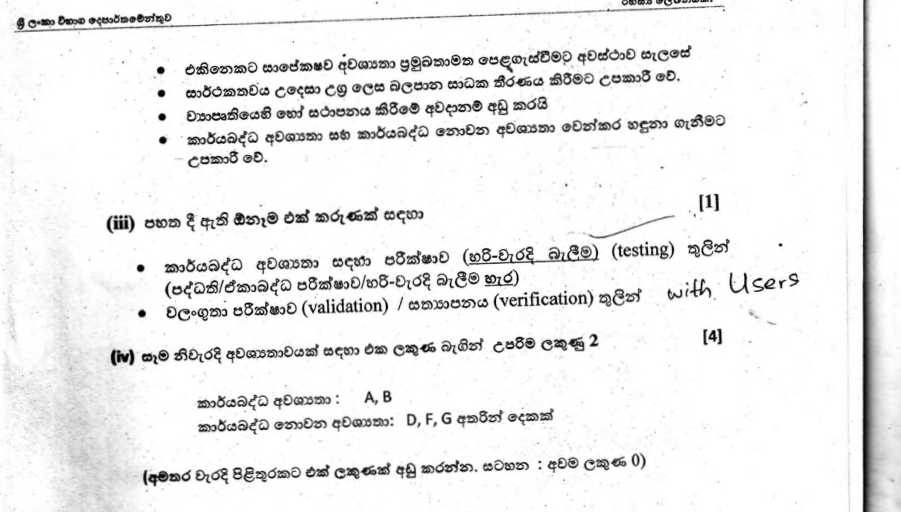 ශ්‍රී ලංකා විභාග දෙපාර්තමේන්තුව
• එකිනෙකට සාපේක්ෂව අවශ්‍යතා ප්‍රමුඛතාමත පෙළගැස්වීමට අවස්ථාව සැලසේ
• සාර්ථකත්වය උදෙසා උග්‍ර ලෙස බලපාන සාධක තීරණය කිරීමට උපකාරී වේ.
• ව්‍යාපෘතියෙහි හෝ ස්ථාපනය කිරීමේ අවදානම අඩු කරයි
• කාර්යබද්ධ අවශ්‍යතා සහ කාර්යබද්ධ නොවන අවශ්‍යතා වෙන්කර හඳුනා ගැනීමට
උපකාරී වේ.
(iii) පහත දී ඇති ඕනෑම එක් කරුණක් සඳහා [1]
• කාර්යබද්ධ අවශ්‍යතා සඳහා පරීක්ෂාව (හරි-වැරදි බැලීම) (testing) තුලින්
(පද්ධති/ඒකාබද්ධ පරීක්ෂාව/හරි-වැරදි බැලීම හැර)
• වලංගුතා පරීක්ෂාව (validation) / සත්‍යාපනය (verification) තුලින් with Users
(iv) සෑම නිවැරදි අවශ්‍යතාවයක් සඳහා එක ලකුණ බැගින් උපරිම ලකුණු 2 [4]
කාර්යබද්ධ අවශ්‍යතා : A, B
කාර්යබද්ධ නොවන අවශ්‍යතා: D, F, G අතරින් දෙකක්
(අමතර වැරදි පිළිතුරකට එක් ලකුණක් අඩු කරන්න. සටහන : අවම ලකුණ 0)